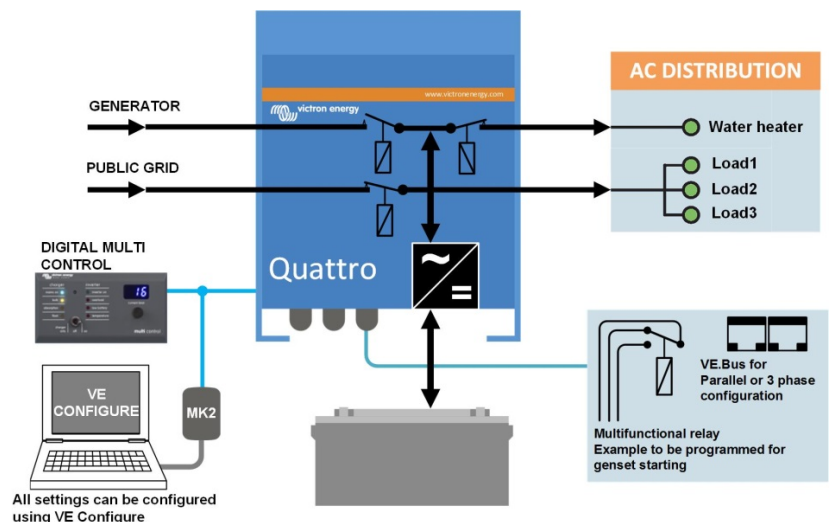 www.victronenergy.com
victron energy
GENERATOR
PUBLIC GRID
Quattro
AC DISTRIBUTION
Water heater
Load1
Load2
Load3
DIGITAL MULTI
CONTROL
victron energy
16
multi control
VE
CONFIGURE
MK2
All settings can be configured
using VE Configure
VE.Bus for
Parallel or 3 phase
configuration
Multifunctional relay
Example to be programmed for
genset starting